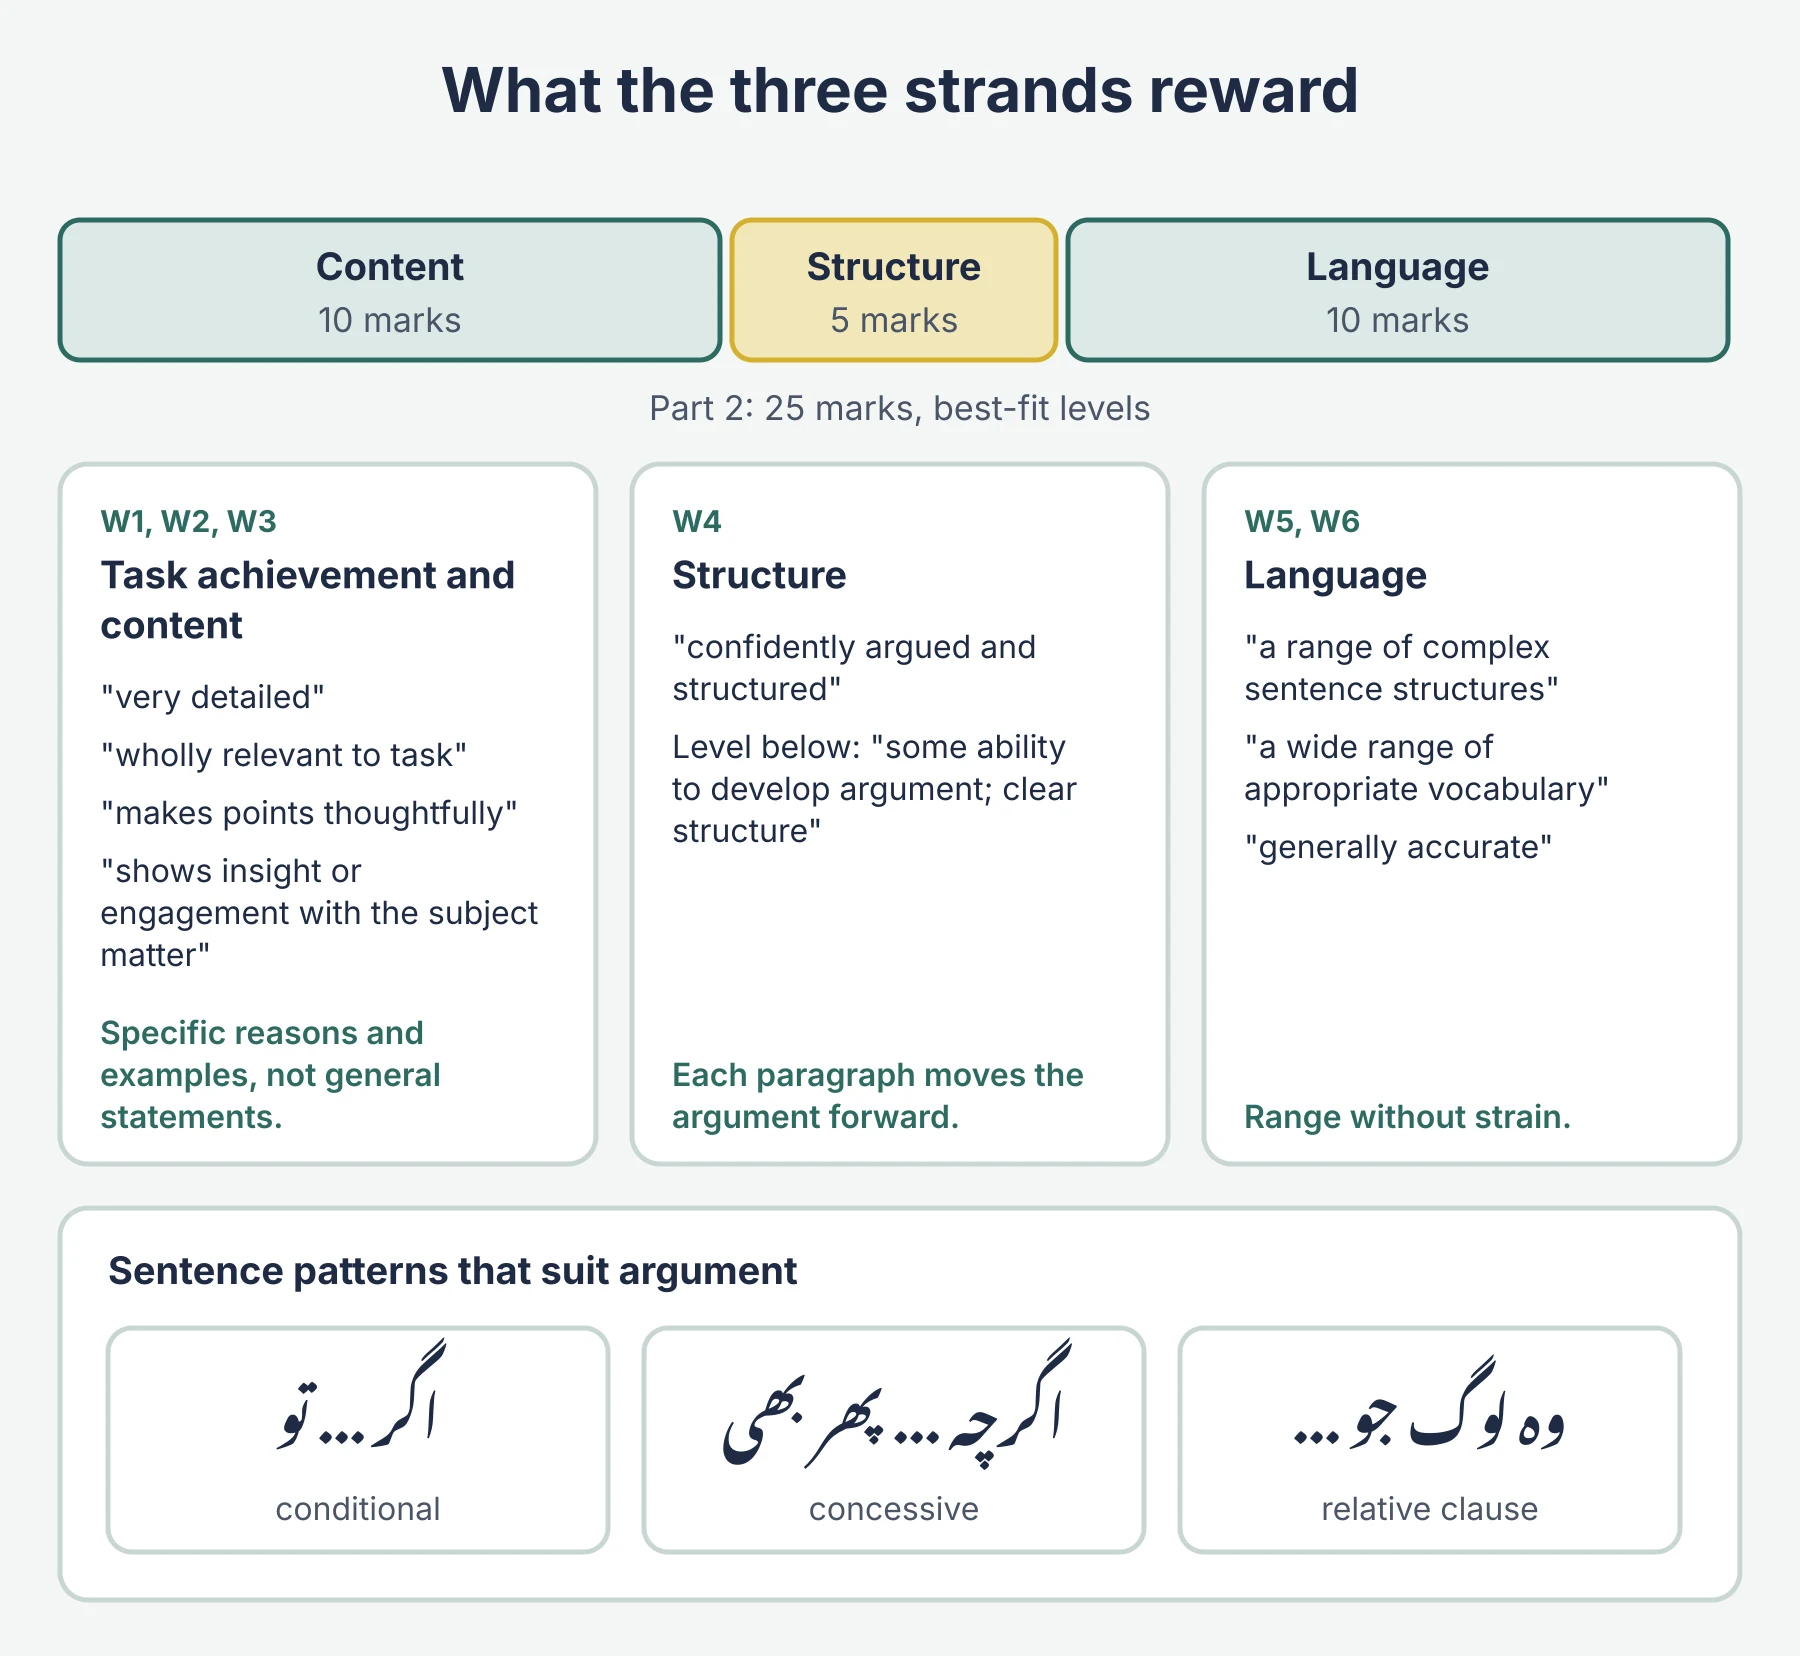 What the three strands reward
Content
10 marks
Structure
5 marks
Language
10 marks
Part 2: 25 marks, best-fit levels
W1, W2, W3
Task achievement and
content
"very detailed"
"wholly relevant to task"
"makes points thoughtfully"
"shows insight or
engagement with the subject
matter"
Specific reasons and
examples, not general
statements.
W4
Structure
"confidently argued and
structured"
Level below: "some ability
to develop argument; clear
structure"
Each paragraph moves the
argument forward.
W5, W6
Language
"a range of complex
sentence structures"
"a wide range of
appropriate vocabulary"
"generally accurate"
Range without strain.
Sentence patterns that suit argument
اگر... تو
conditional
اگرچہ... پھر بھی
concessive
وہ لوگ جو...
relative clause